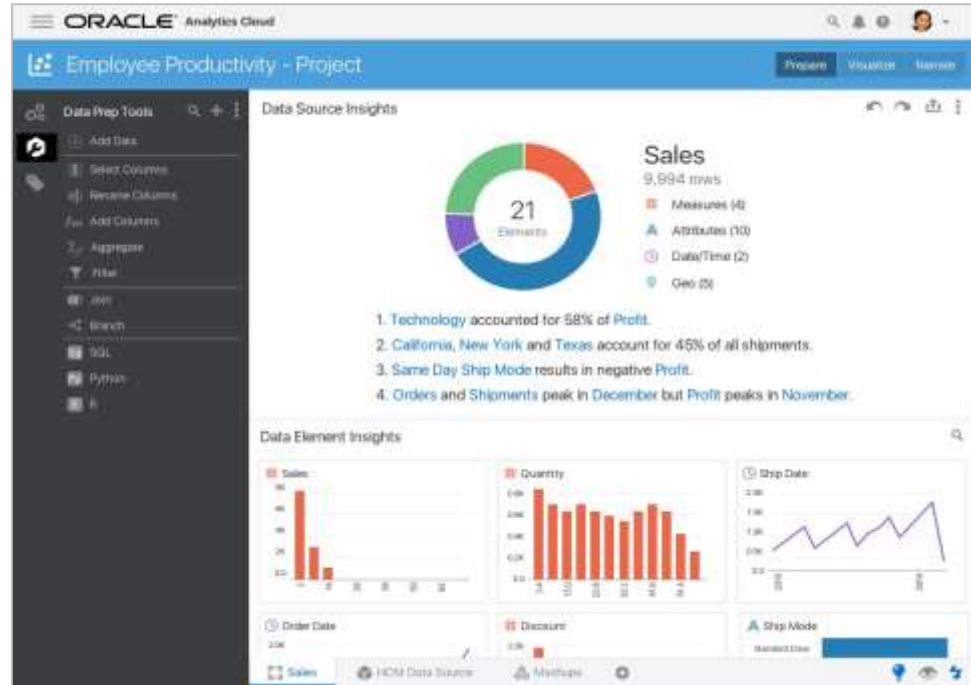 ORACLE Analytics Cloud
Employee Productivity - Project
Prepare Visualize Narrate
Data Prep Tools
Add Data
Select Columns
Rename Columns
Add Columns
Aggregate
Filter
Join
Branch
SQL
Python
R
Data Source Insights
21
Elements
Sales
9,994 rows
Measures (4)
Attributes (10)
Date/Time (2)
Geo (5)
1. Technology accounted for 58% of Profit.
2. California, New York and Texas account for 45% of all shipments.
3. Same Day Ship Mode results in negative Profit.
4. Orders and Shipments peak in December but Profit peaks in November.
Data Element Insights
Sales
Quantity
Ship Date
Order Date
Discount
Ship Mode
Standard Class
Sales
HCM Data Source
Mashups